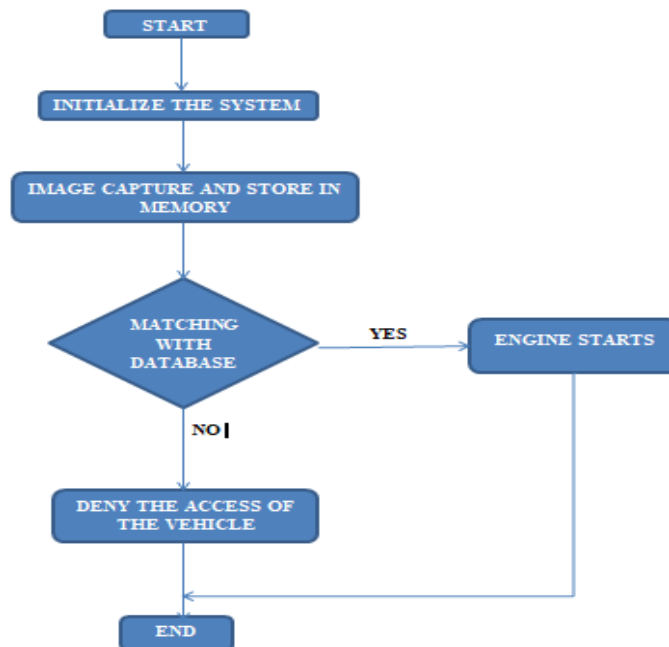 START
INITIALIZE THE SYSTEM
IMAGE CAPTURE AND STORE IN
MEMORY
MATCHING
WITH
DATABASE
YES
ENGINE STARTS
NO
DENY THE ACCESS OF
THE VEHICLE
END